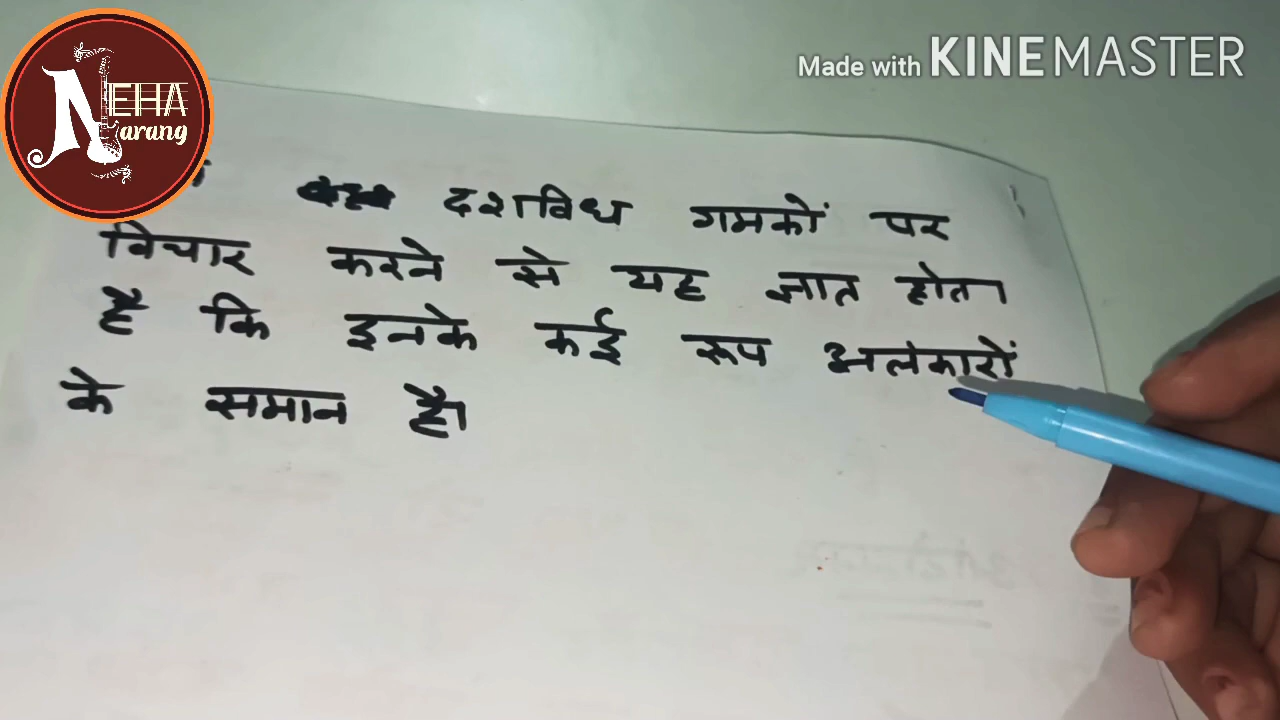 NEHA
Narang
Made with KINEMASTER
दशविध गमकों पर
विचार करने से यह ज्ञात होता
है कि इनके कई रूप अलंकारों
के समान है।